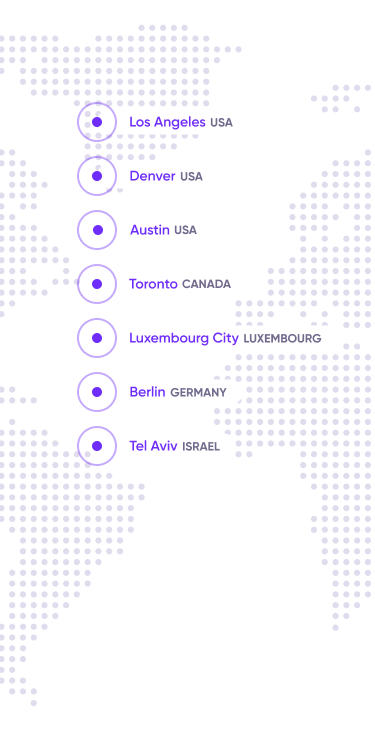 Los Angeles USA
Denver USA
Austin USA
Toronto CANADA
Luxembourg City LUXEMBOURG
Berlin GERMANY
Tel Aviv ISRAEL